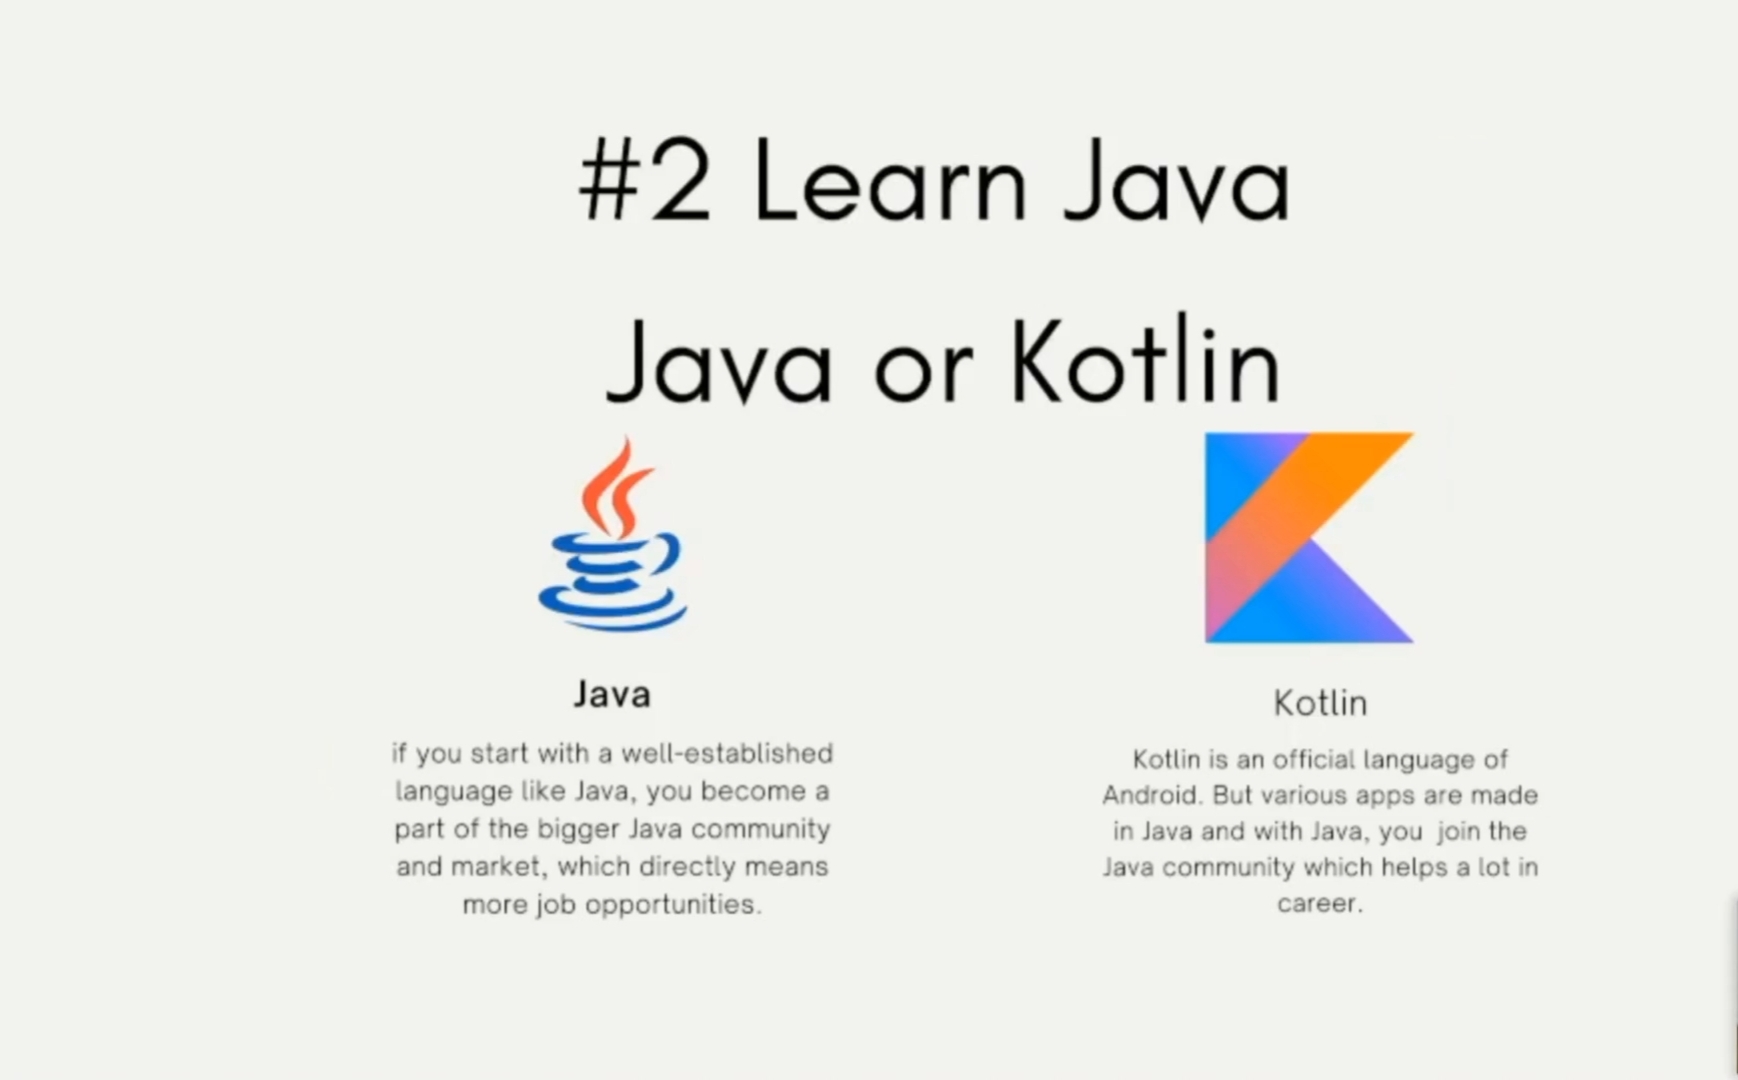 #2 Learn Java
Java or Kotlin
Java
if you start with a well-established
language like Java, you become a
part of the bigger Java community
and market, which directly means
more job opportunities.
Kotlin
Kotlin is an official language of
Android. But various apps are made
in Java and with Java, you join the
Java community which helps a lot in
career.